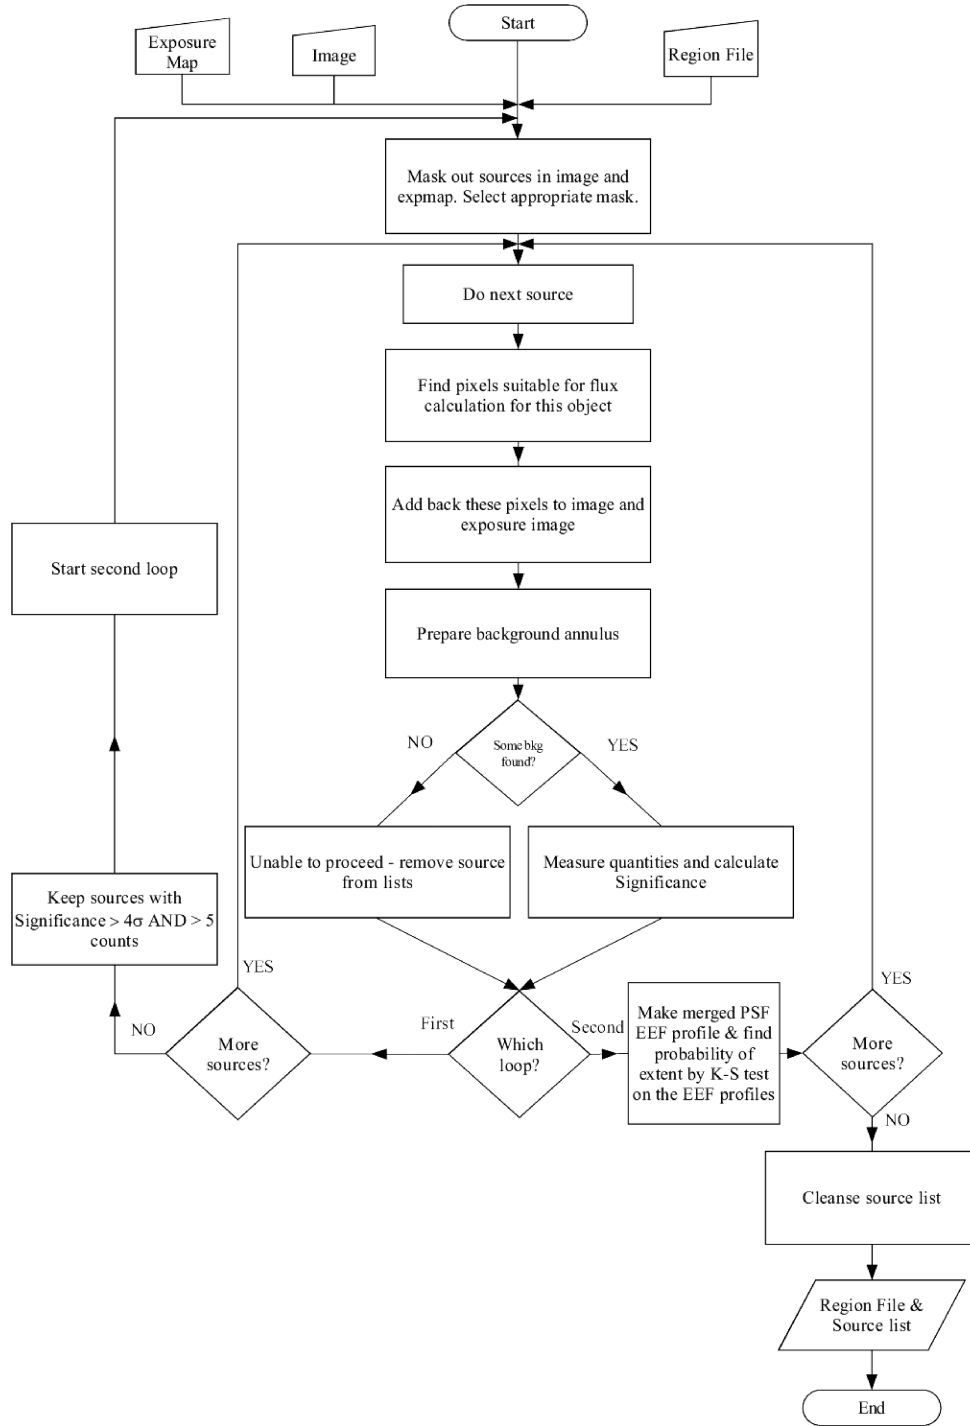 Start
Exposure
Map
Image
Region File
Mask out sources in image and
expmap. Select appropriate mask.
Do next source
Find pixels suitable for flux
calculation for this object
Add back these pixels to image and
exposure image
Start second loop
Prepare background annulus
Some bkg
found?
NO
YES
Unable to proceed - remove source
from lists
Measure quantities and calculate
Significance
Keep sources with
Significance > 4σ AND > 5
counts
YES
NO
More
sources?
First
Which
loop?
Second
Make merged PSF
EEF profile & find
probability of
extent by K-S test
on the EEF profiles
YES
More
sources?
NO
Cleanse source list
Region File &
Source list
End